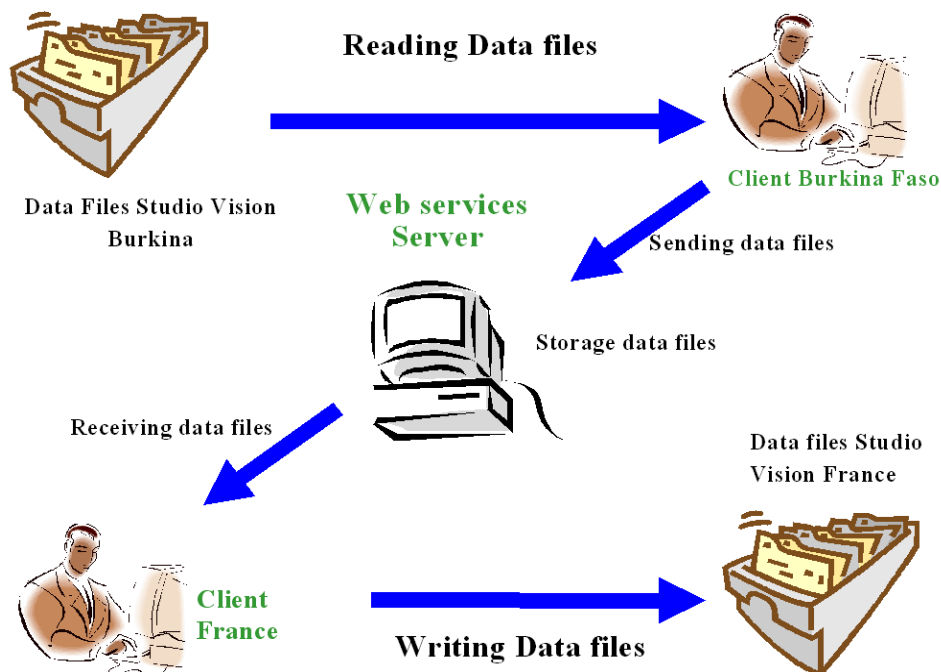 Reading Data files
Client Burkina Faso
Data Files Studio Vision
Burkina
Web services
Server
Sending data files
Storage data files
Receiving data files
Data files Studio
Vision France
Client
France
Writing Data files